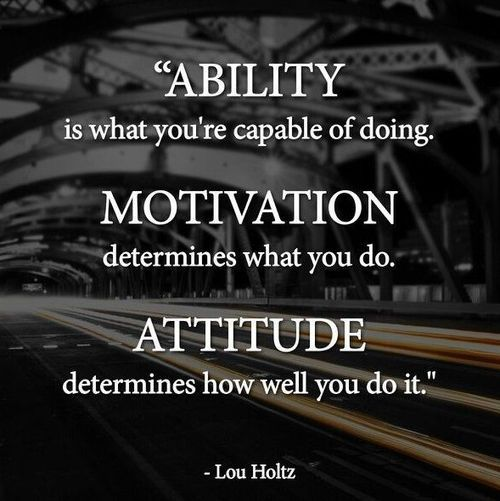 “ABILITY
is what you're capable of doing.
MOTIVATION
determines what you do.
ATTITUDE
determines how well you do it."
- Lou Holtz